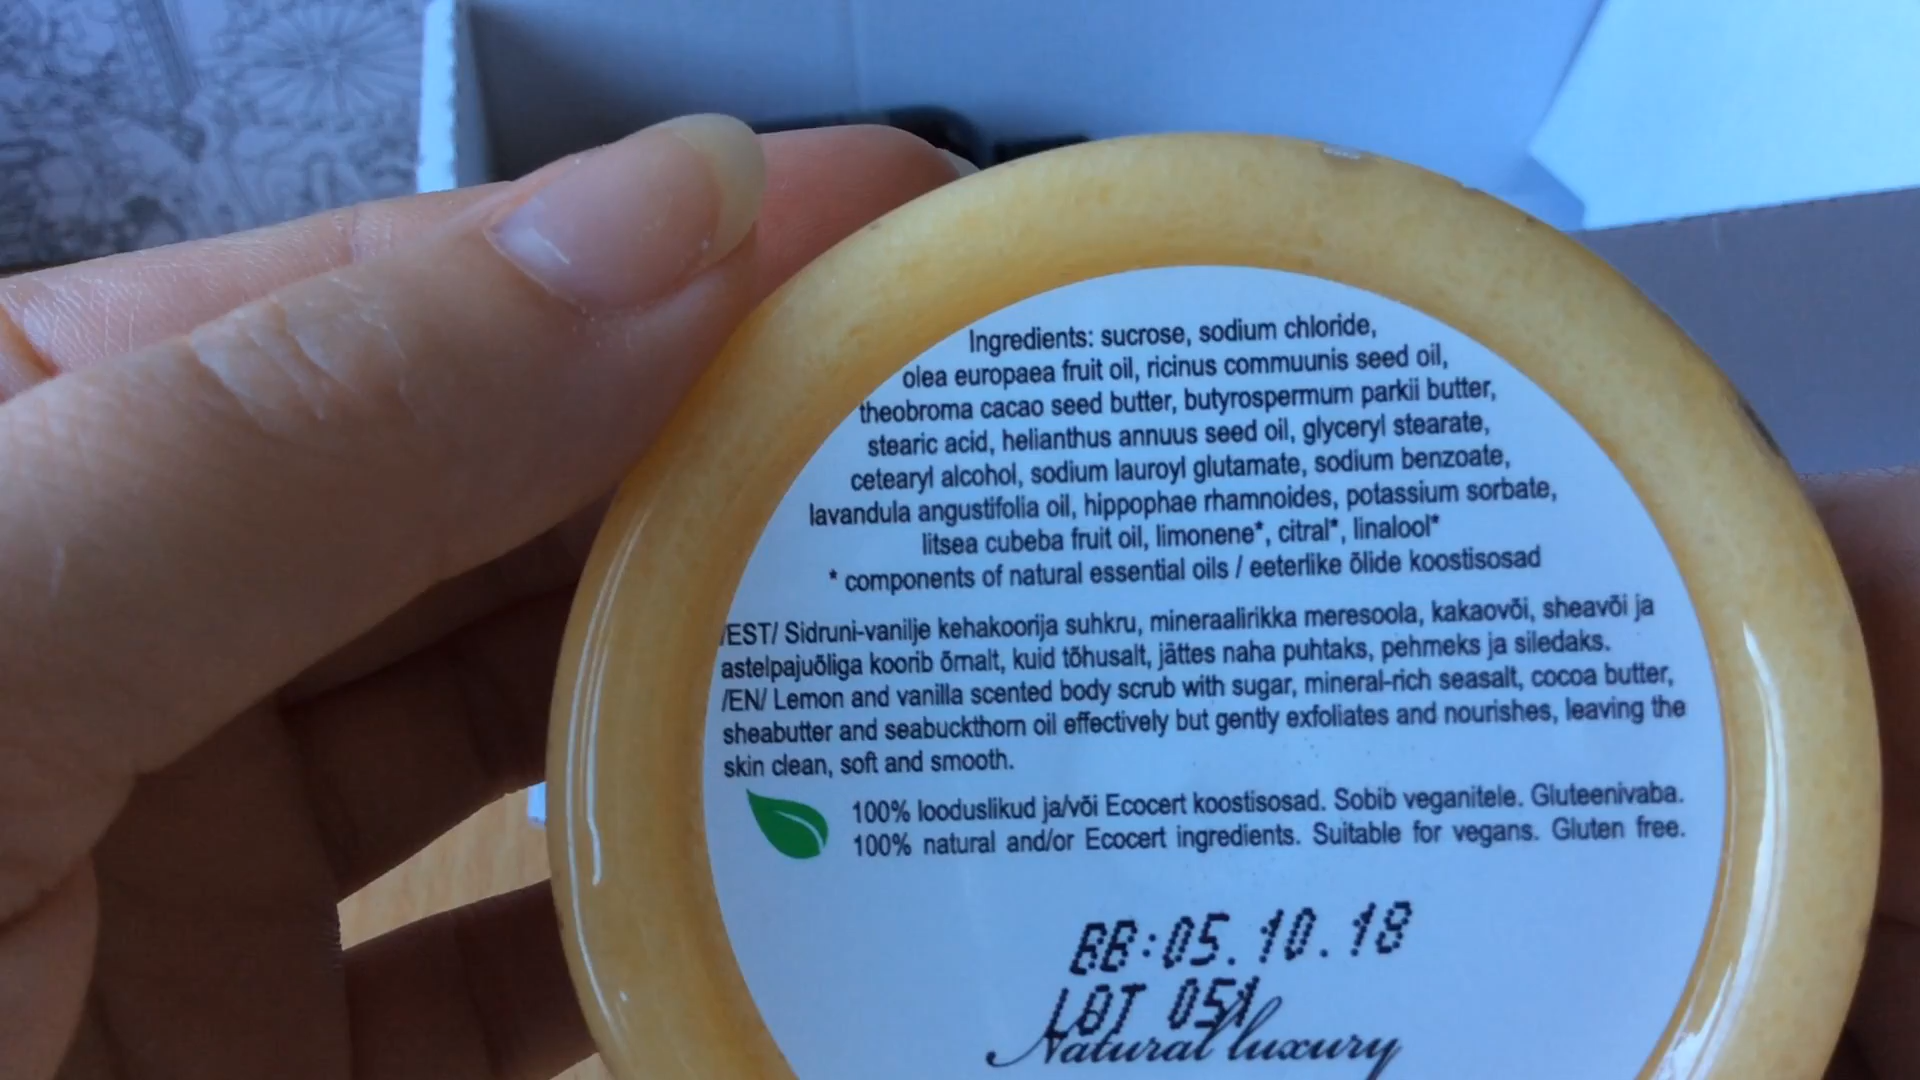 Ingredients: sucrose, sodium chloride,
olea europaea fruit oil, ricinus commuunis seed oil,
theobroma cacao seed butter, butyrospermum parkii butter,
stearic acid, helianthus annuus seed oil, glyceryl stearate,
cetearyl alcohol, sodium lauroyl glutamate, sodium benzoate,
lavandula angustifolia oil, hippophae rhamnoides, potassium sorbate,
litsea cubeba fruit oil, limonene*, citral*, linalool*
* components of natural essential oils / eeterlike õlide koostisosad
/EST/ Sidruni-vanilje kehakoorija suhkru, mineraalirikka meresoola, kakaovõi, sheavõi ja
astelpajuõliga koorib õrnalt, kuid tõhusalt, jättes naha puhtaks, pehmeks ja siledaks.
/EN/ Lemon and vanilla scented body scrub with sugar, mineral-rich seasalt, cocoa butter,
sheabutter and seabuckthorn oil effectively but gently exfoliates and nourishes, leaving the
skin clean, soft and smooth.
100% looduslikud ja/või Ecocert koostisosad. Sobib veganitele. Gluteenivaba.
100% natural and/or Ecocert ingredients. Suitable for vegans. Gluten free.
BB:05.10.18
LOT 051
Natural luxury